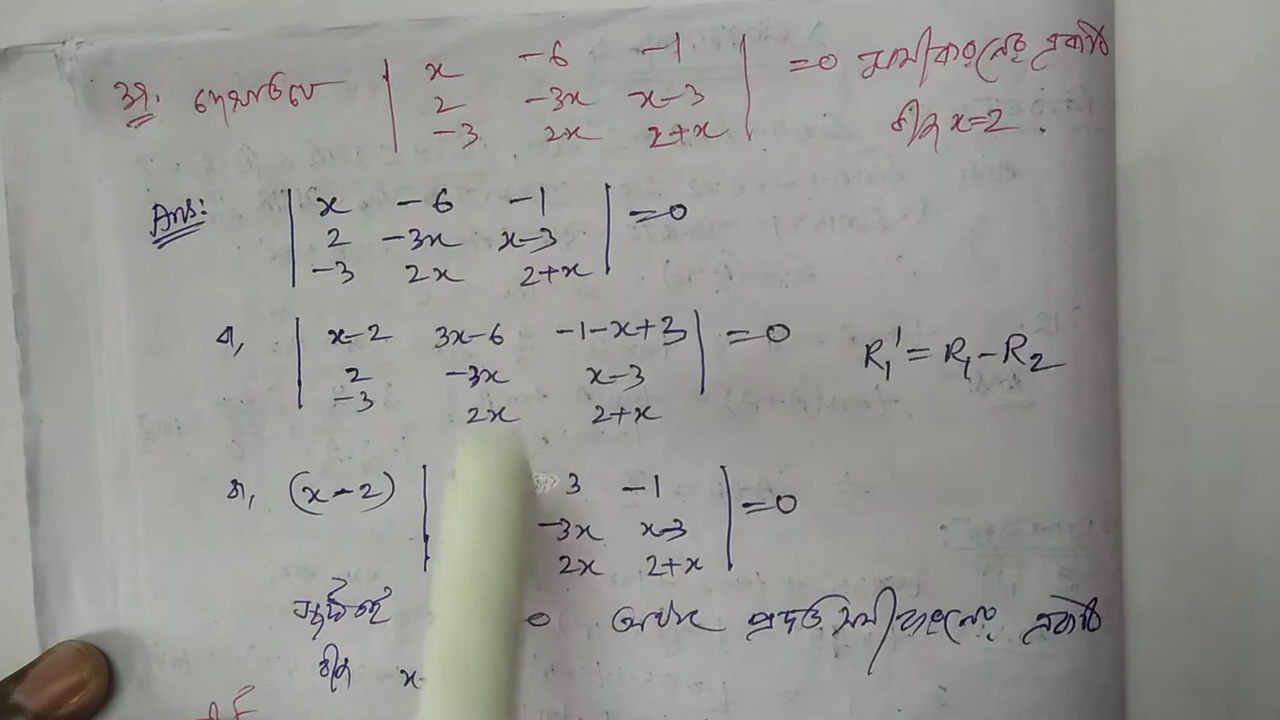 ৩৭. দেখাও যে | x -6 -1 | =0 সমীকরণের একটি
| 2 -3x x-3 |
| -3 2x 2+x | বীজ x=2.
Ans: | x -6 -1 | =0
| 2 -3x x-3 |
| -3 2x 2+x |
বা, | x-2 3x-6 -1-x+3 | =0 R₁' = R₁-R₂
| 2 -3x x-3 |
| -3 2x 2+x |
বা, (x-2) | 3 -1 | =0
| -3x x-3 |
| 2x 2+x |
0 প্রদত্ত সমীকরণের একটি
বীজ x